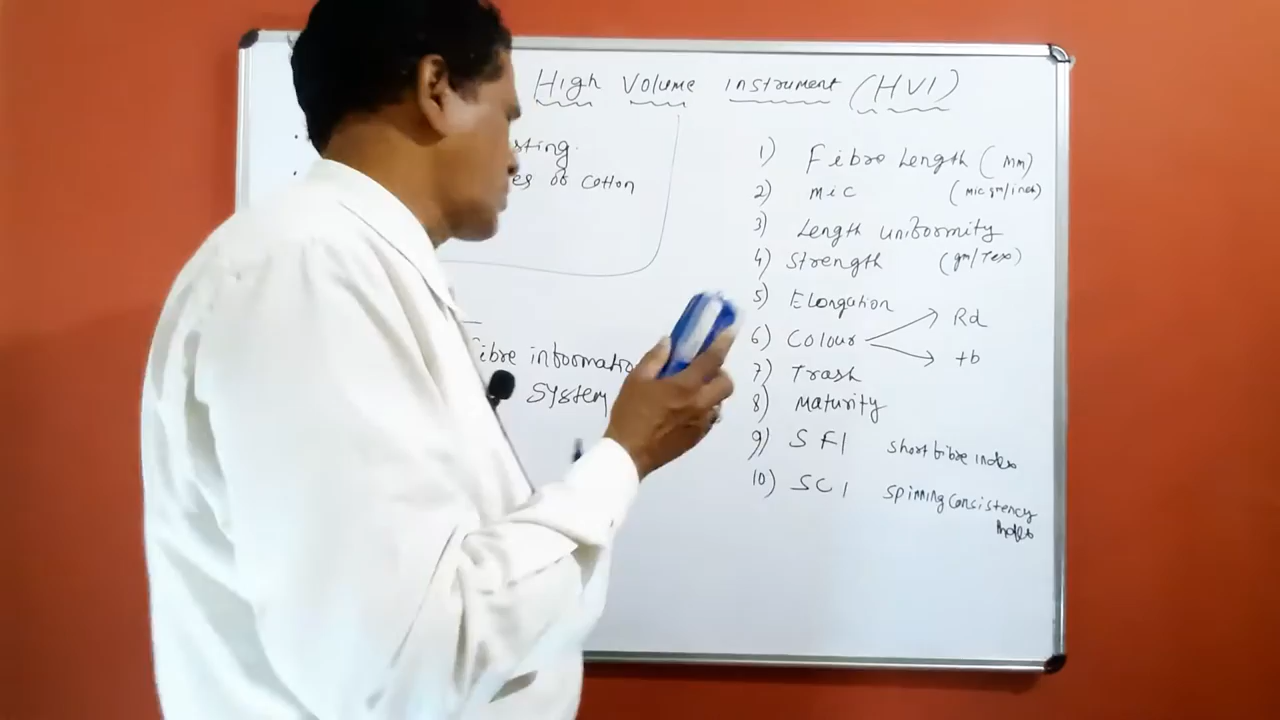 High Volume instrument (HVI)
sting.
es of Cotton
ibre informatio
System
1) Fibre Length (mm)
2) mic (mic gm/inch)
3) Length uniformity
4) Strength (gm/Tex)
5) Elongation
6) Colour Rd
+b
7) Trash
8) Maturity
9) SFI short fibre index
10) SCI spinning consistency
Index